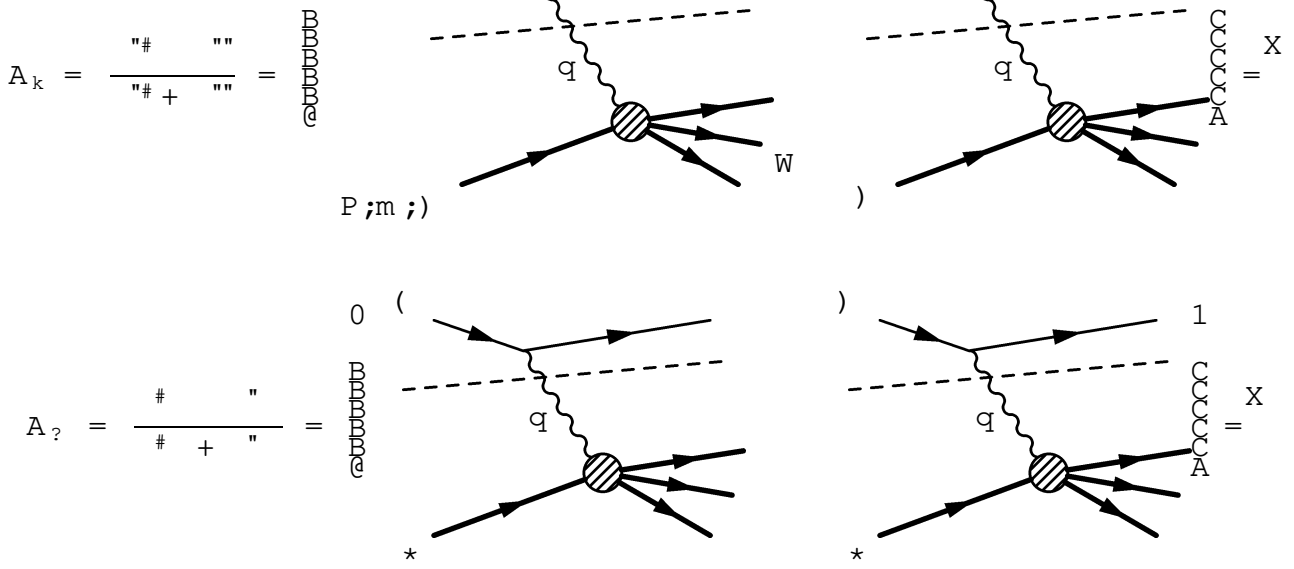 B
B
B
B
B
@
C
C
C
C
C
A
A k = "# "" / "# + "" =
q
q
= X
W
P;m ;)
)
0 (
) 1
B
B
B
B
B
@
C
C
C
C
C
A
A ? = # " / # + " =
q
q
= X
*
*